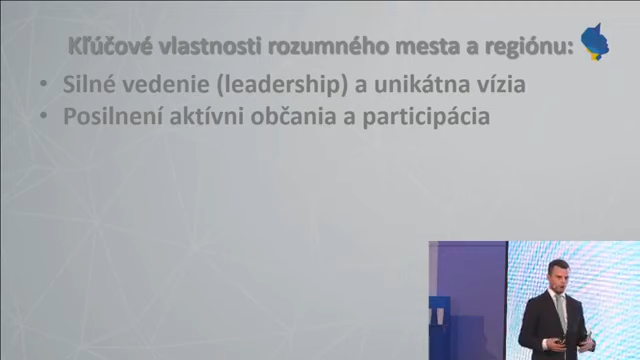 Kľúčové vlastnosti rozumného mesta a regiónu:
• Silné vedenie (leadership) a unikátna vízia
• Posilnení aktívni občania a participácia